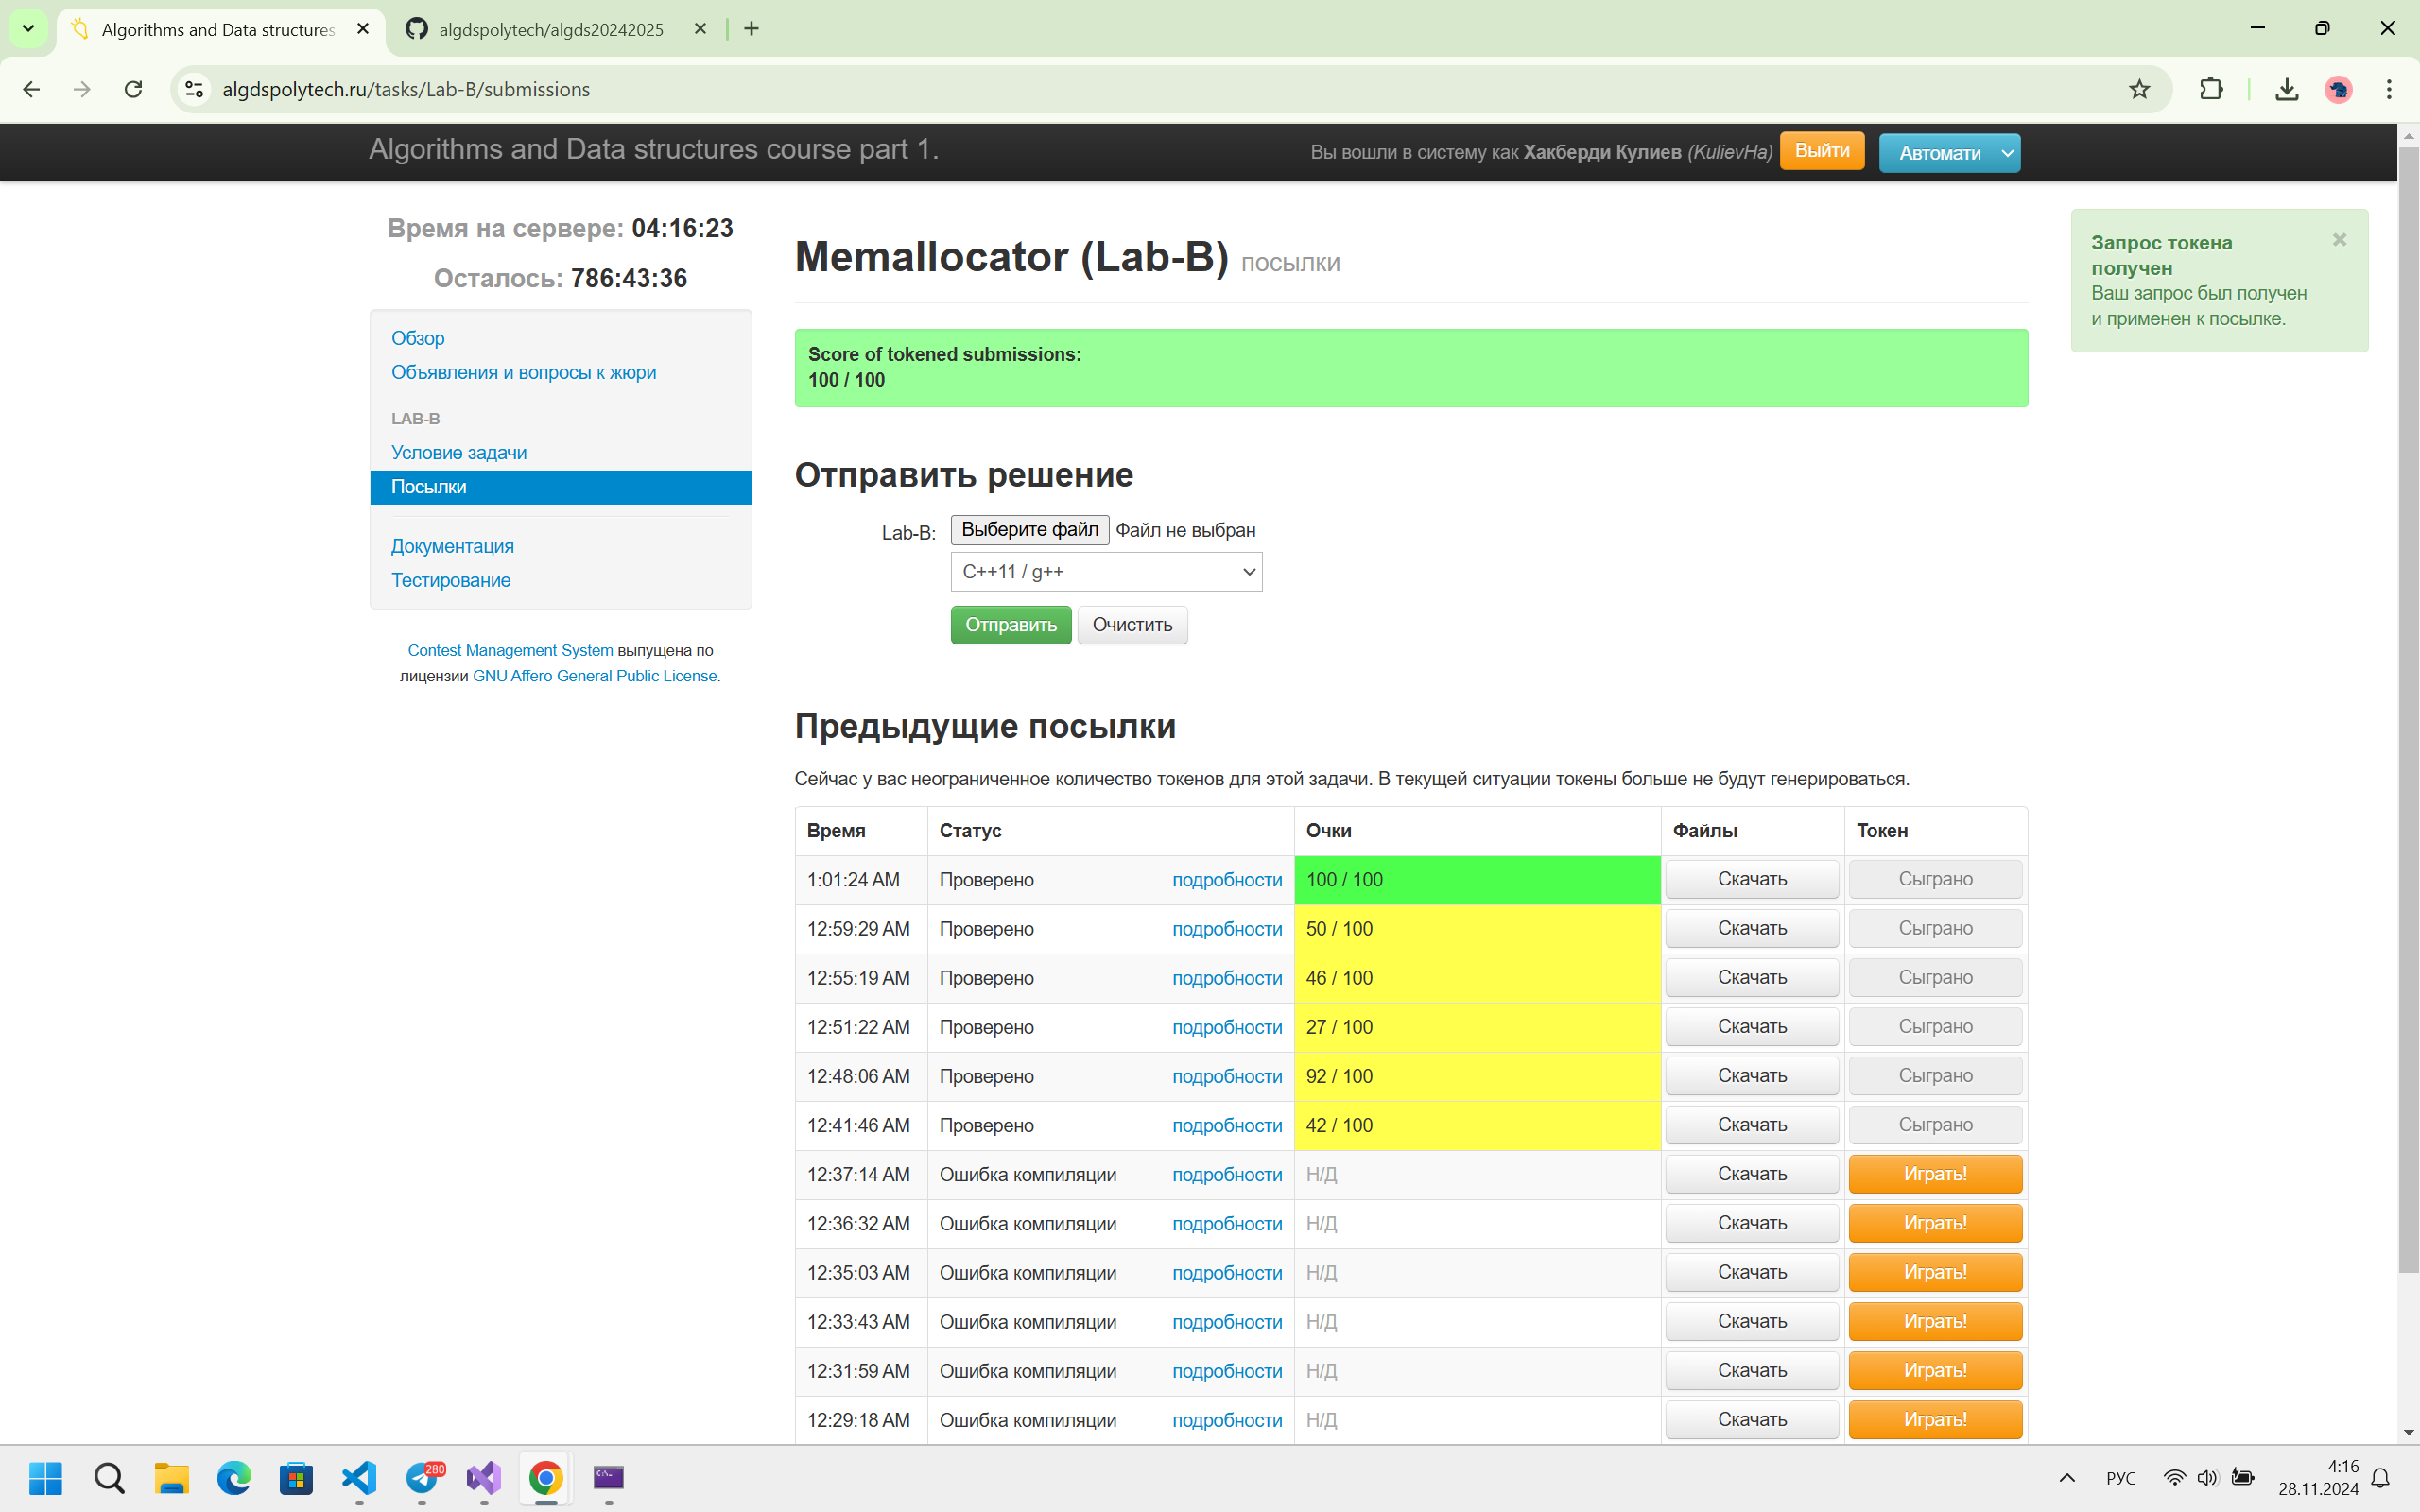 Algorithms and Data structures
algdspolytech/algds20242025
algdspolytech.ru/tasks/Lab-B/submissions
Algorithms and Data structures course part 1.
Вы вошли в систему как Хакберди Кулиев (KulievHa)
Выйти
Автомати
Время на сервере: 04:16:23
Осталось: 786:43:36
Обзор
Объявления и вопросы к жюри
LAB-B
Условие задачи
Посылки
Документация
Тестирование
Contest Management System выпущена по
лицензии GNU Affero General Public License.
Memallocator (Lab-B) посылки
Score of tokened submissions:
100 / 100
Запрос токена
получен
Ваш запрос был получен
и применен к посылке.
Отправить решение
Lab-B: Выберите файл Файл не выбран
C++11 / g++
Отправить Очистить
Предыдущие посылки
Сейчас у вас неограниченное количество токенов для этой задачи. В текущей ситуации токены больше не будут генерироваться.
Время Статус Очки Файлы Токен
1:01:24 AM Проверено подробности 100 / 100 Скачать Сыграно
12:59:29 AM Проверено подробности 50 / 100 Скачать Сыграно
12:55:19 AM Проверено подробности 46 / 100 Скачать Сыграно
12:51:22 AM Проверено подробности 27 / 100 Скачать Сыграно
12:48:06 AM Проверено подробности 92 / 100 Скачать Сыграно
12:41:46 AM Проверено подробности 42 / 100 Скачать Сыграно
12:37:14 AM Ошибка компиляции подробности Н/Д Скачать Играть!
12:36:32 AM Ошибка компиляции подробности Н/Д Скачать Играть!
12:35:03 AM Ошибка компиляции подробности Н/Д Скачать Играть!
12:33:43 AM Ошибка компиляции подробности Н/Д Скачать Играть!
12:31:59 AM Ошибка компиляции подробности Н/Д Скачать Играть!
12:29:18 AM Ошибка компиляции подробности Н/Д Скачать Играть!
280
РУС
4:16
28.11.2024